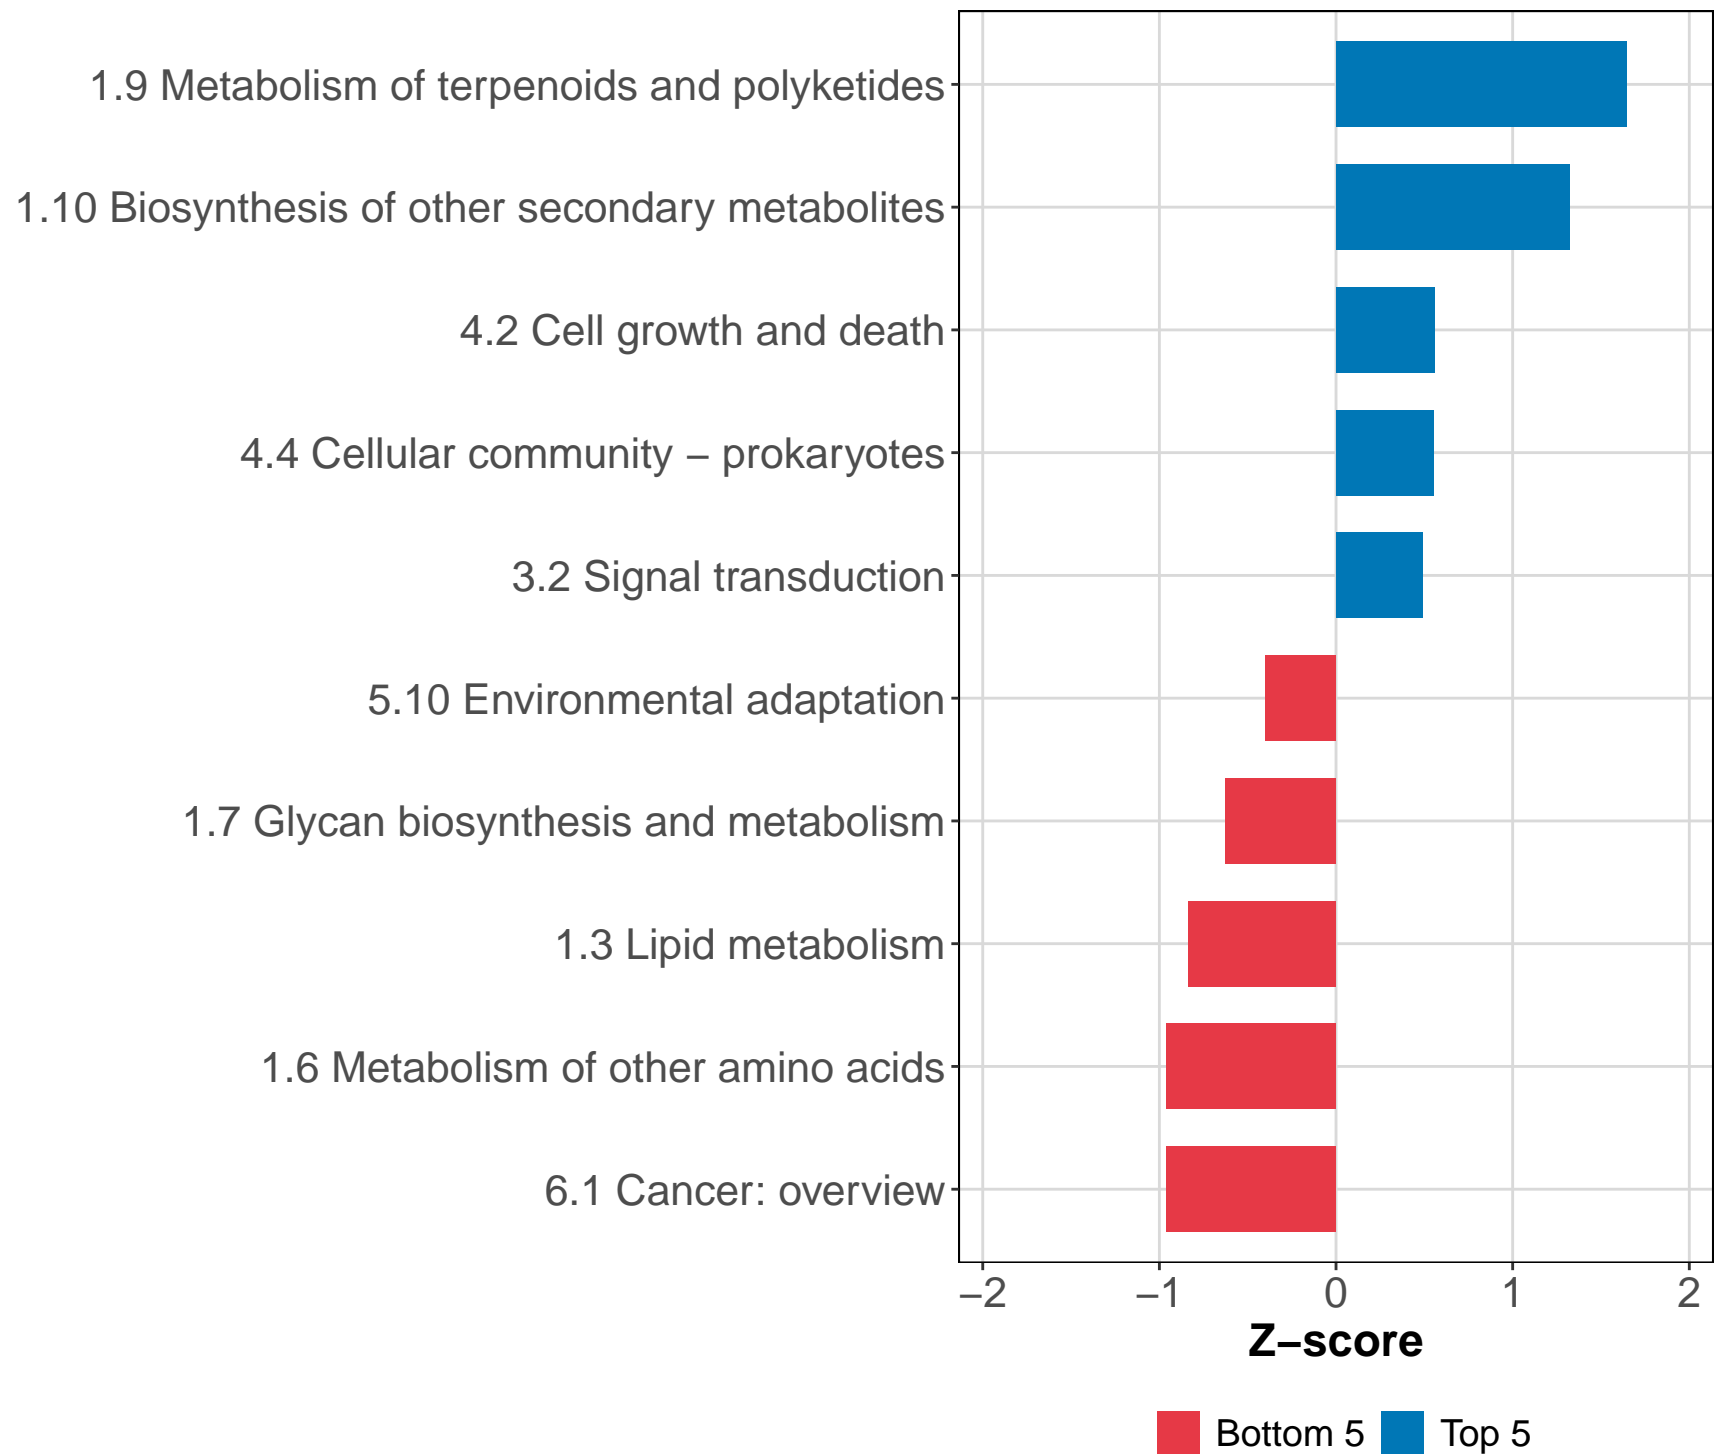 1.9 Metabolism of terpenoids and polyketides
1.10 Biosynthesis of other secondary metabolites
4.2 Cell growth and death
4.4 Cellular community − prokaryotes
3.2 Signal transduction
5.10 Environmental adaptation
1.7 Glycan biosynthesis and metabolism
1.3 Lipid metabolism
1.6 Metabolism of other amino acids
6.1 Cancer: overview
−2 −1 0 1 2
Z−score
Bottom 5 Top 5